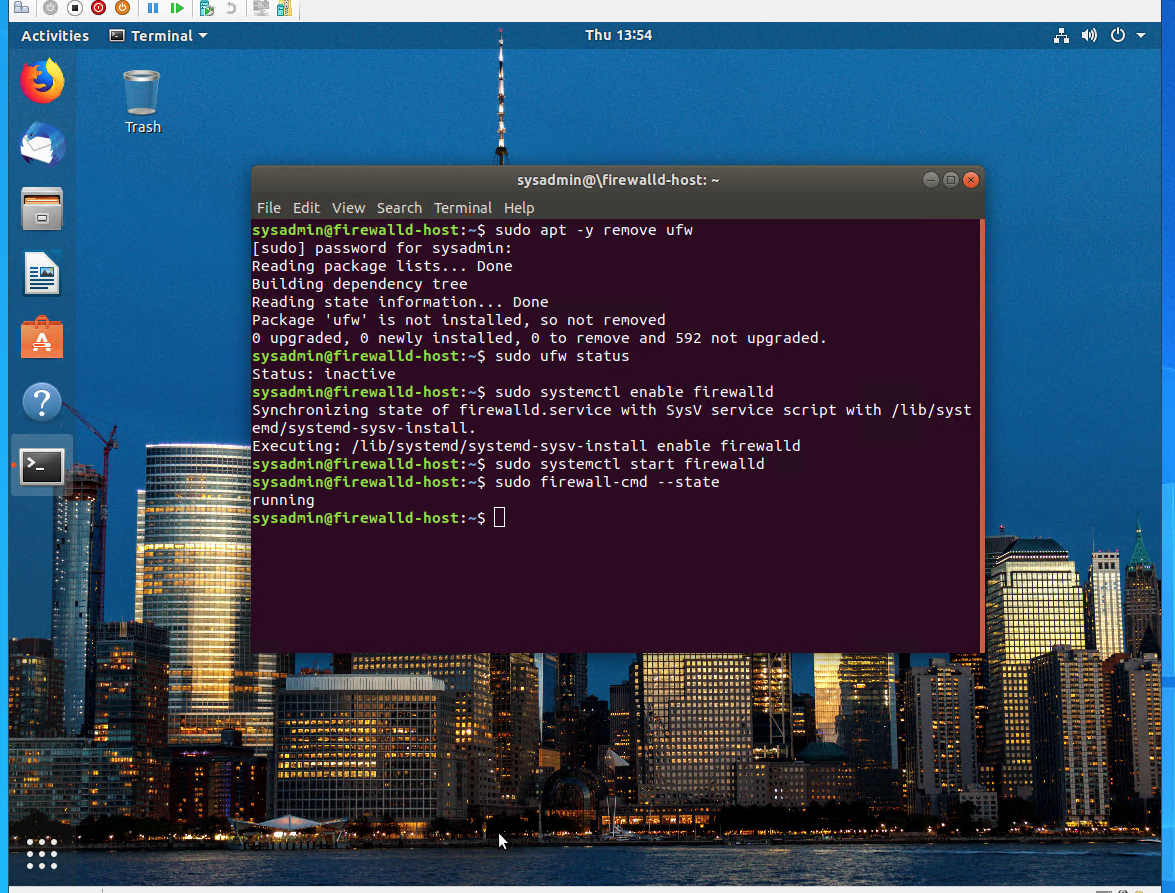 Activities
Terminal
Thu 13:54
Trash
sysadmin@\firewalld-host: ~
File Edit View Search Terminal Help
sysadmin@firewalld-host:~$ sudo apt -y remove ufw
[sudo] password for sysadmin:
Reading package lists... Done
Building dependency tree
Reading state information... Done
Package 'ufw' is not installed, so not removed
0 upgraded, 0 newly installed, 0 to remove and 592 not upgraded.
sysadmin@firewalld-host:~$ sudo ufw status
Status: inactive
sysadmin@firewalld-host:~$ sudo systemctl enable firewalld
Synchronizing state of firewalld.service with SysV service script with /lib/syst
emd/systemd-sysv-install.
Executing: /lib/systemd/systemd-sysv-install enable firewalld
sysadmin@firewalld-host:~$ sudo systemctl start firewalld
sysadmin@firewalld-host:~$ sudo firewall-cmd --state
running
sysadmin@firewalld-host:~$